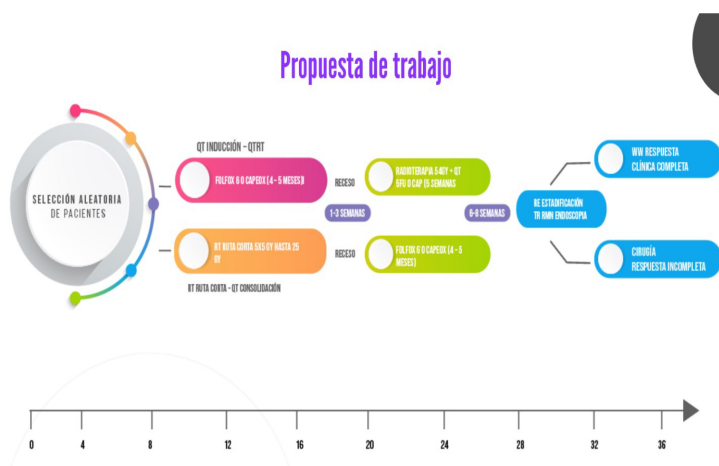 Propuesta de trabajo
SELECCIÓN ALEATORIA
DE PACIENTES
QT INDUCCIÓN - QTRT
FOLFOX 6 O CAPEOX (4 - 5 MESES))
RECESO
1-3 SEMANAS
RADIOTERAPIA 54GY + QT
5FU O CAP (5 SEMANAS
6-8 SEMANAS
RT RUTA CORTA 5X5 GY HASTA 25
GY
RECESO
FOLFOX 6 O CAPEOX (4 - 5
MESES)
RT RUTA CORTA - QT CONSOLIDACIÓN
RE ESTADIFICACIÓN
TR RMN ENDOSCOPIA
WW RESPUESTA
CLÍNICA COMPLETA
CIRUGÍA
RESPUESTA INCOMPLETA
0 4 8 12 16 20 24 28 32 36